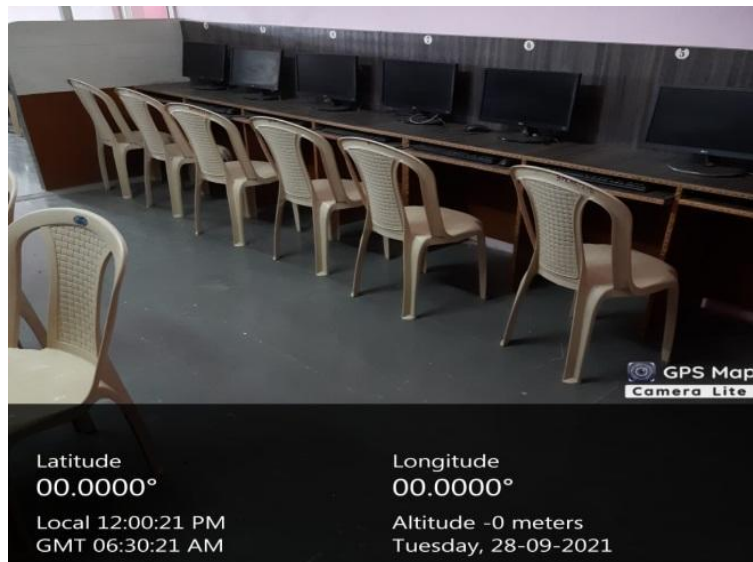 GPS Map
Camera Lite
Latitude
00.0000°
Longitude
00.0000°
Local 12:00:21 PM
GMT 06:30:21 AM
Altitude -0 meters
Tuesday, 28-09-2021